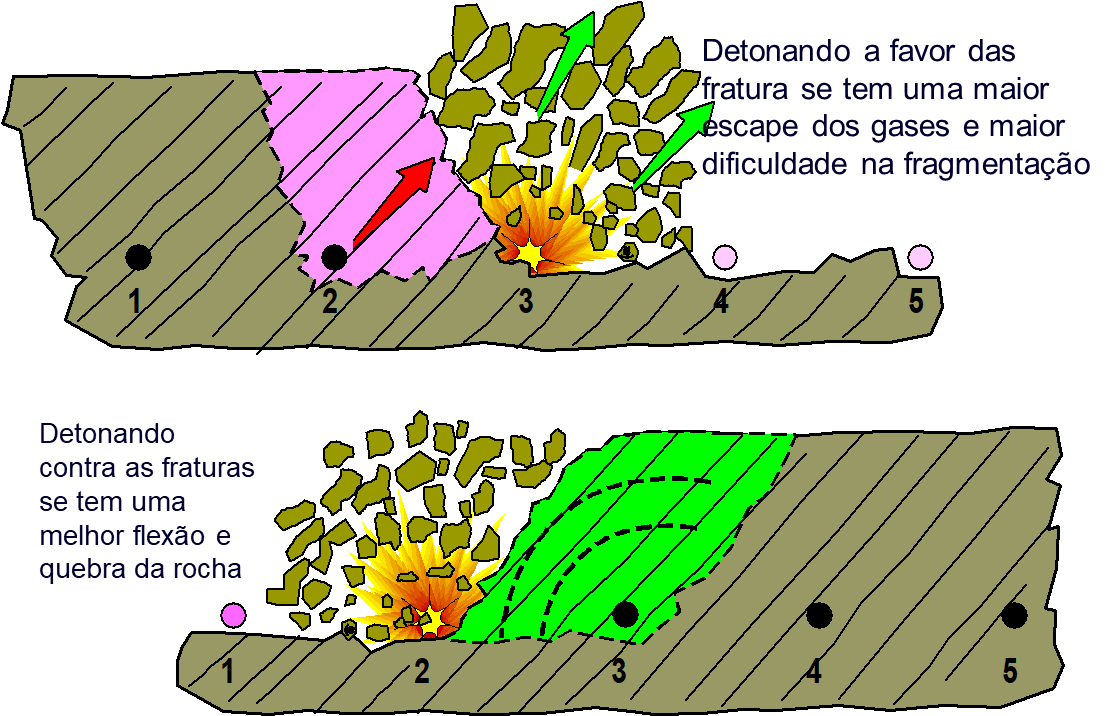 Detonando a favor das
fratura se tem uma maior
escape dos gases e maior
dificuldade na fragmentação
1 2 3 4 5
Detonando
contra as fraturas
se tem uma
melhor flexão e
quebra da rocha
1 2 3 4 5